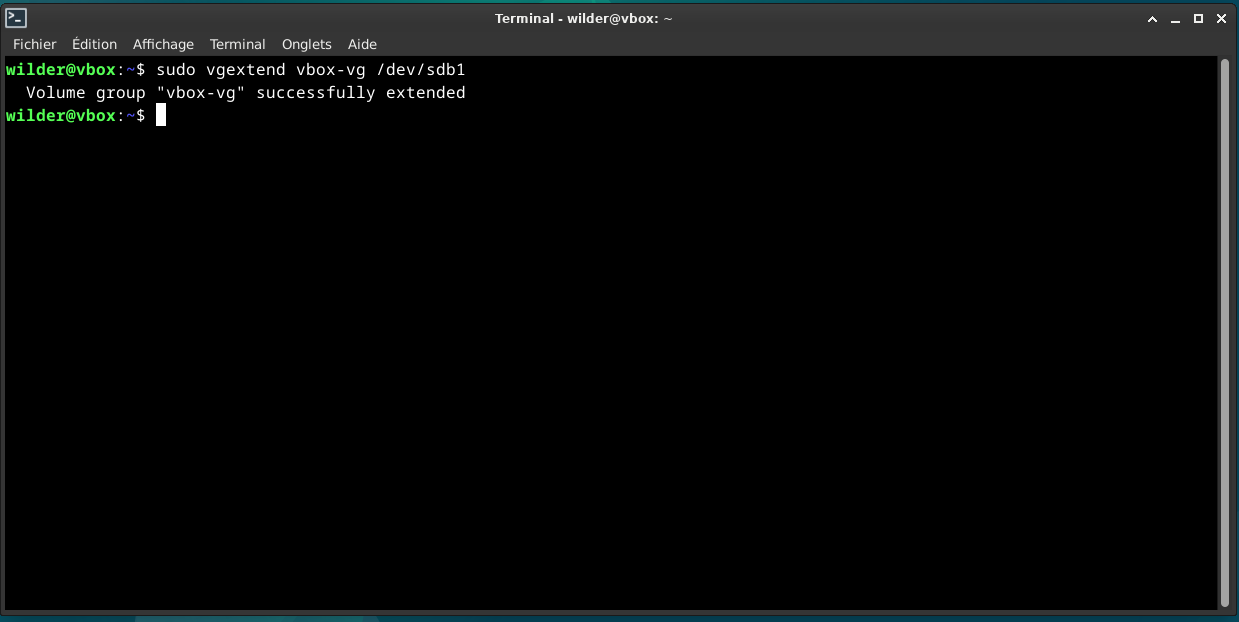 Terminal - wilder@vbox: ~
Fichier Édition Affichage Terminal Onglets Aide
wilder@vbox:~$ sudo vgextend vbox-vg /dev/sdb1
  Volume group "vbox-vg" successfully extended
wilder@vbox:~$